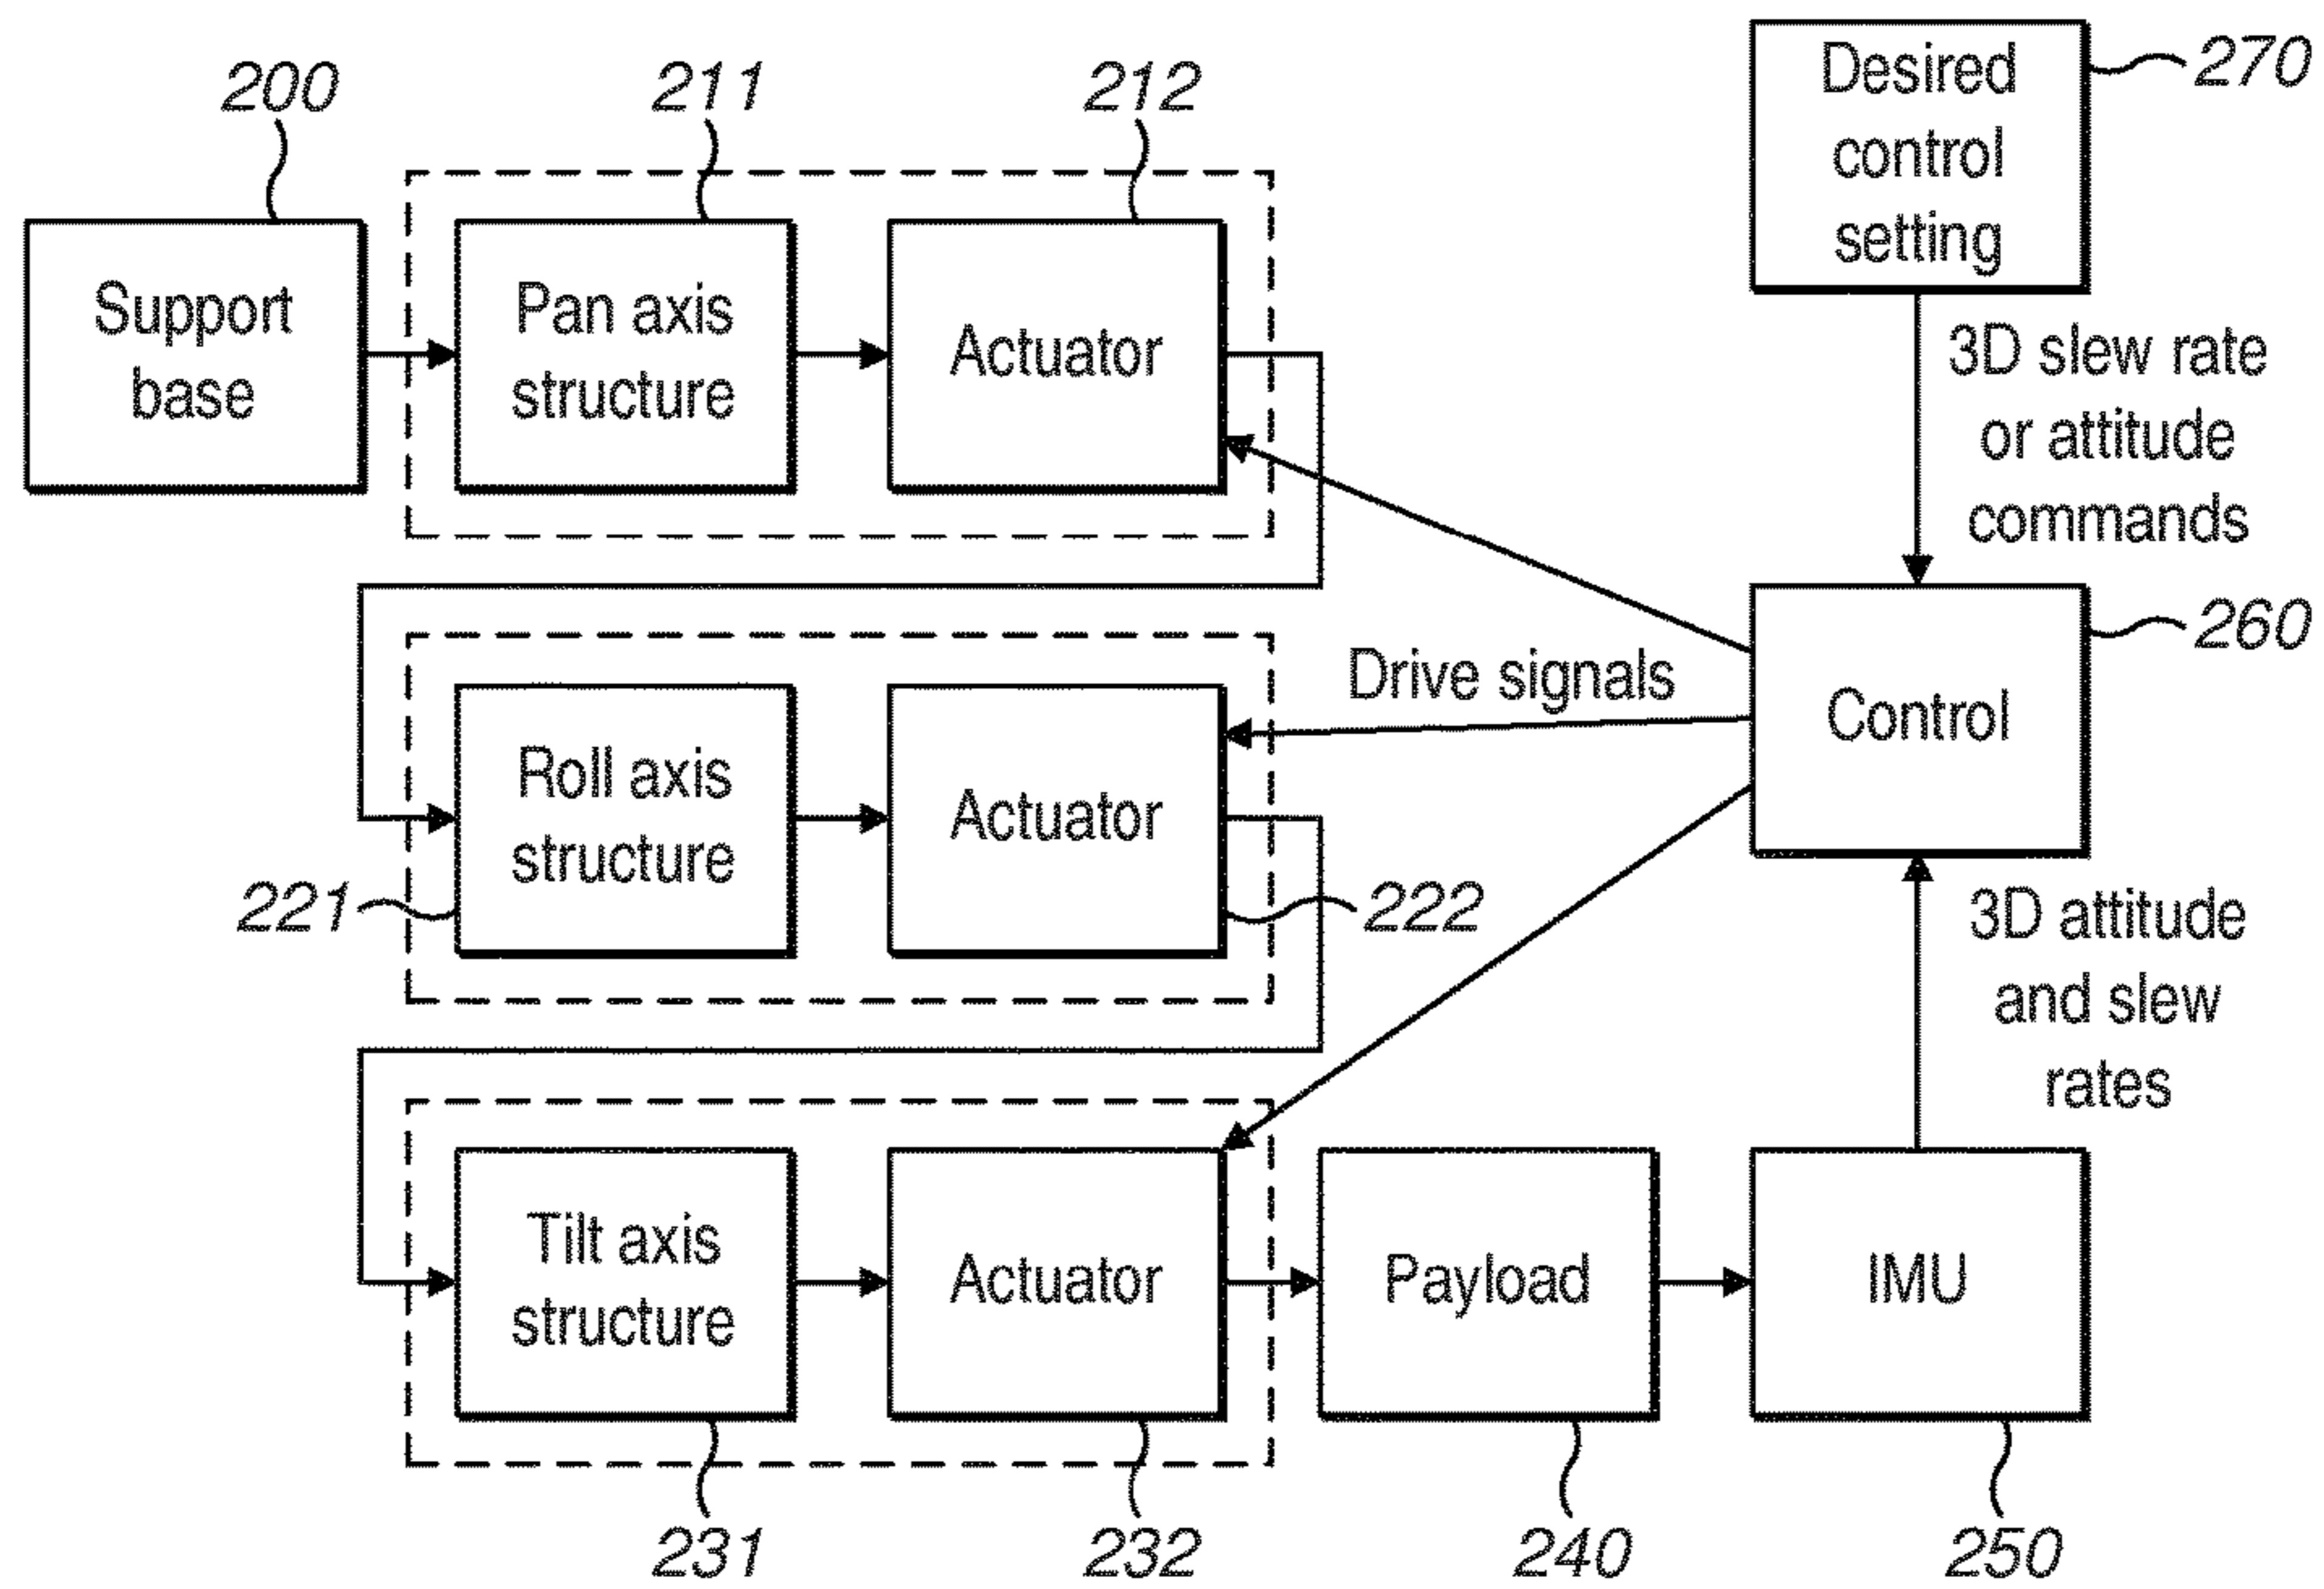 200
211
212
270
Desired
control
setting
Support
base
Pan axis
structure
Actuator
3D slew rate
or attitude
commands
260
Drive signals
Control
Roll axis
structure
Actuator
221
222
3D attitude
and slew
rates
Tilt axis
structure
Actuator
Payload
IMU
231
232
240
250